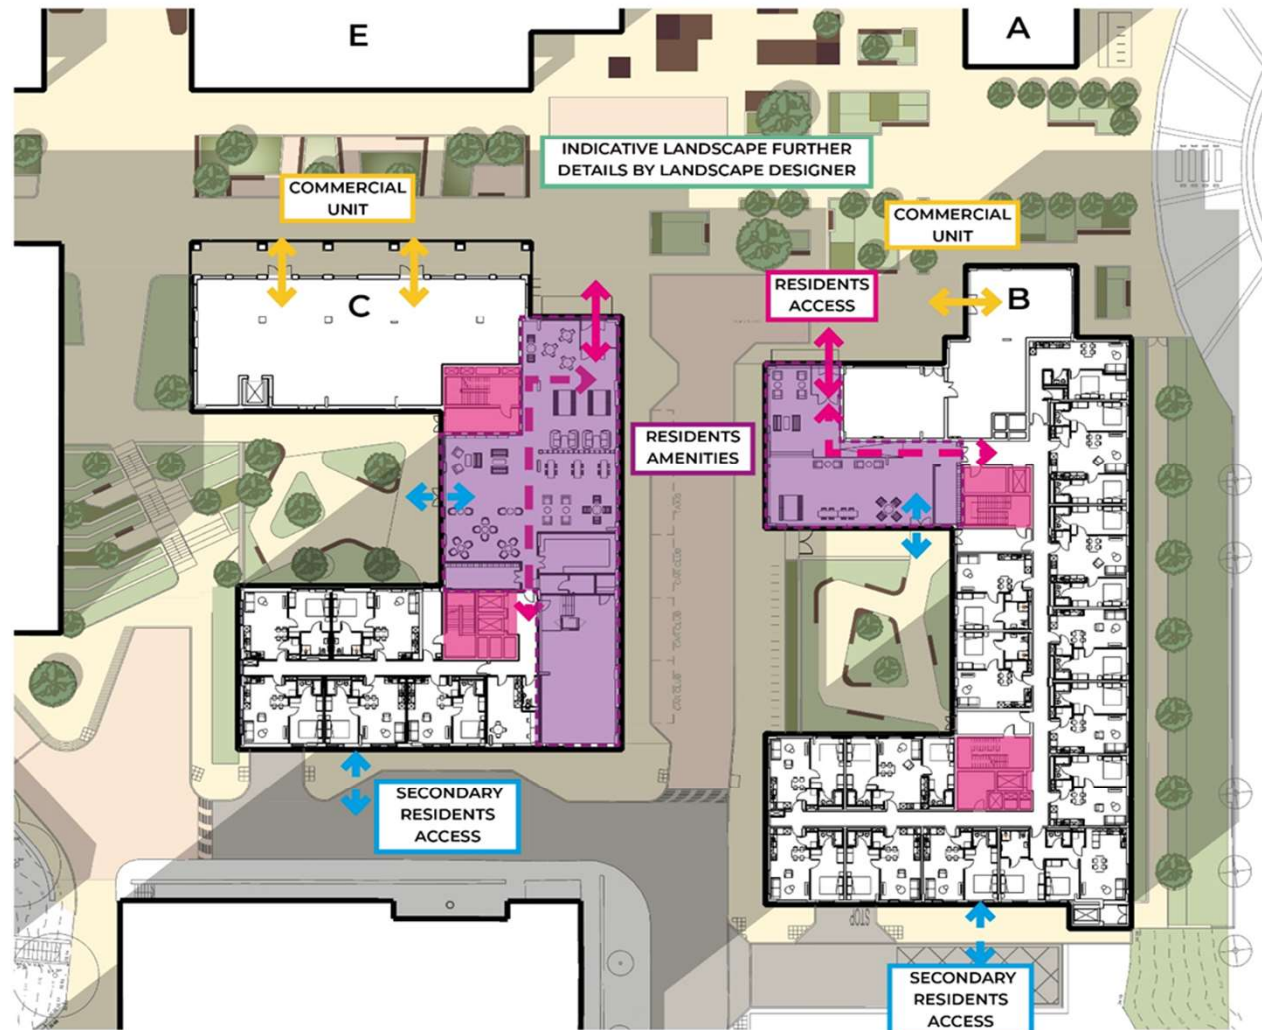 E
A
INDICATIVE LANDSCAPE FURTHER
DETAILS BY LANDSCAPE DESIGNER
COMMERCIAL
UNIT
COMMERCIAL
UNIT
RESIDENTS
ACCESS
C
B
RESIDENTS
AMENITIES
SECONDARY
RESIDENTS
ACCESS
STOP
SECONDARY
RESIDENTS
ACCESS